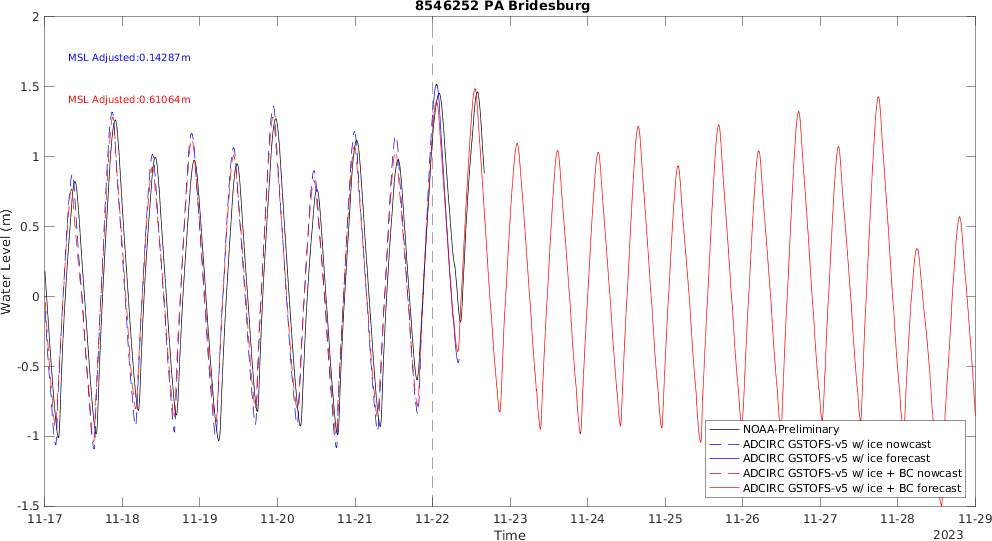 8546252 PA Bridesburg
MSL Adjusted:0.14287m
MSL Adjusted:0.61064m
Water Level (m)
2
1.5
1
0.5
0
-0.5
-1
-1.5
NOAA-Preliminary
ADCIRC GSTOFS-v5 w/ ice nowcast
ADCIRC GSTOFS-v5 w/ ice forecast
ADCIRC GSTOFS-v5 w/ ice + BC nowcast
ADCIRC GSTOFS-v5 w/ ice + BC forecast
11-17 11-18 11-19 11-20 11-21 11-22 11-23 11-24 11-25 11-26 11-27 11-28 11-29
Time
2023